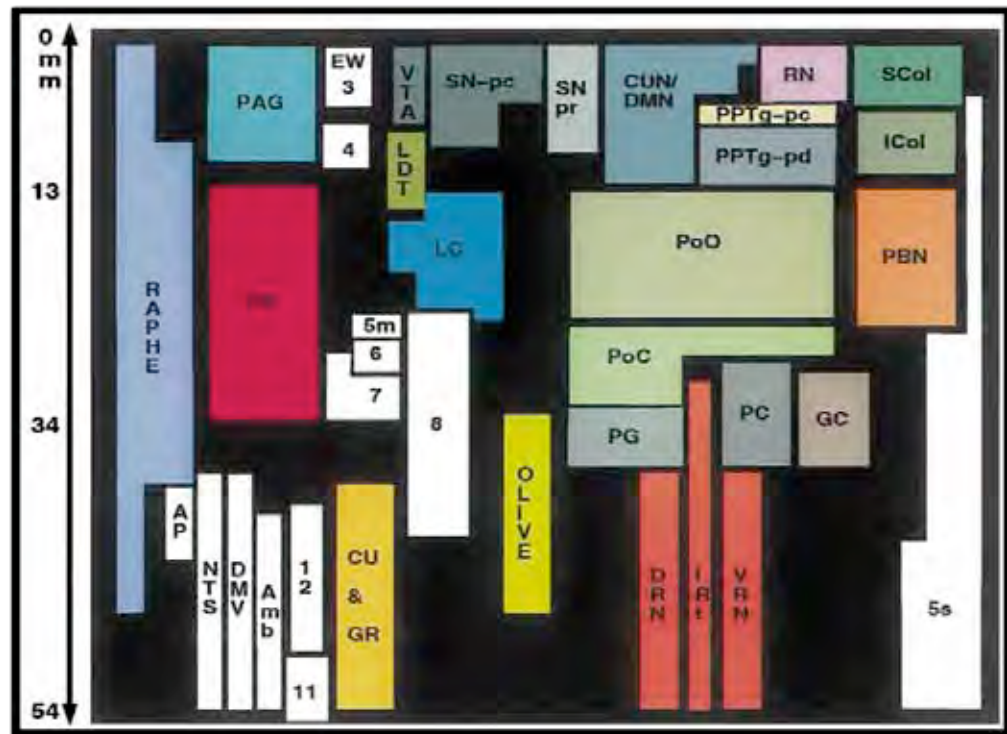 0
m
m
13
34
54
RAPHE
PAG
EW
3
4
VTA
LDT
SN-pc
SN
pr
CUN/
DMN
RN
PPTg-pc
PPTg-pd
SCol
ICol
LC
PoO
PBN
5m
6
7
8
PoC
PG
PC
GC
OLIVE
AP
NTS
DMV
Amb
12
11
CU
&
GR
DRN
IRt
VRN
5s